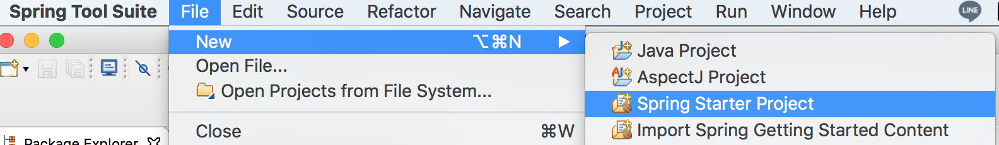 Spring Tool Suite File Edit Source Refactor Navigate Search Project Run Window Help LINE
New ⌥⌘N ▶
Java Project
Open File...
AspectJ Project
Open Projects from File System...
Spring Starter Project
Close ⌘W
Import Spring Getting Started Content
Package Explorer